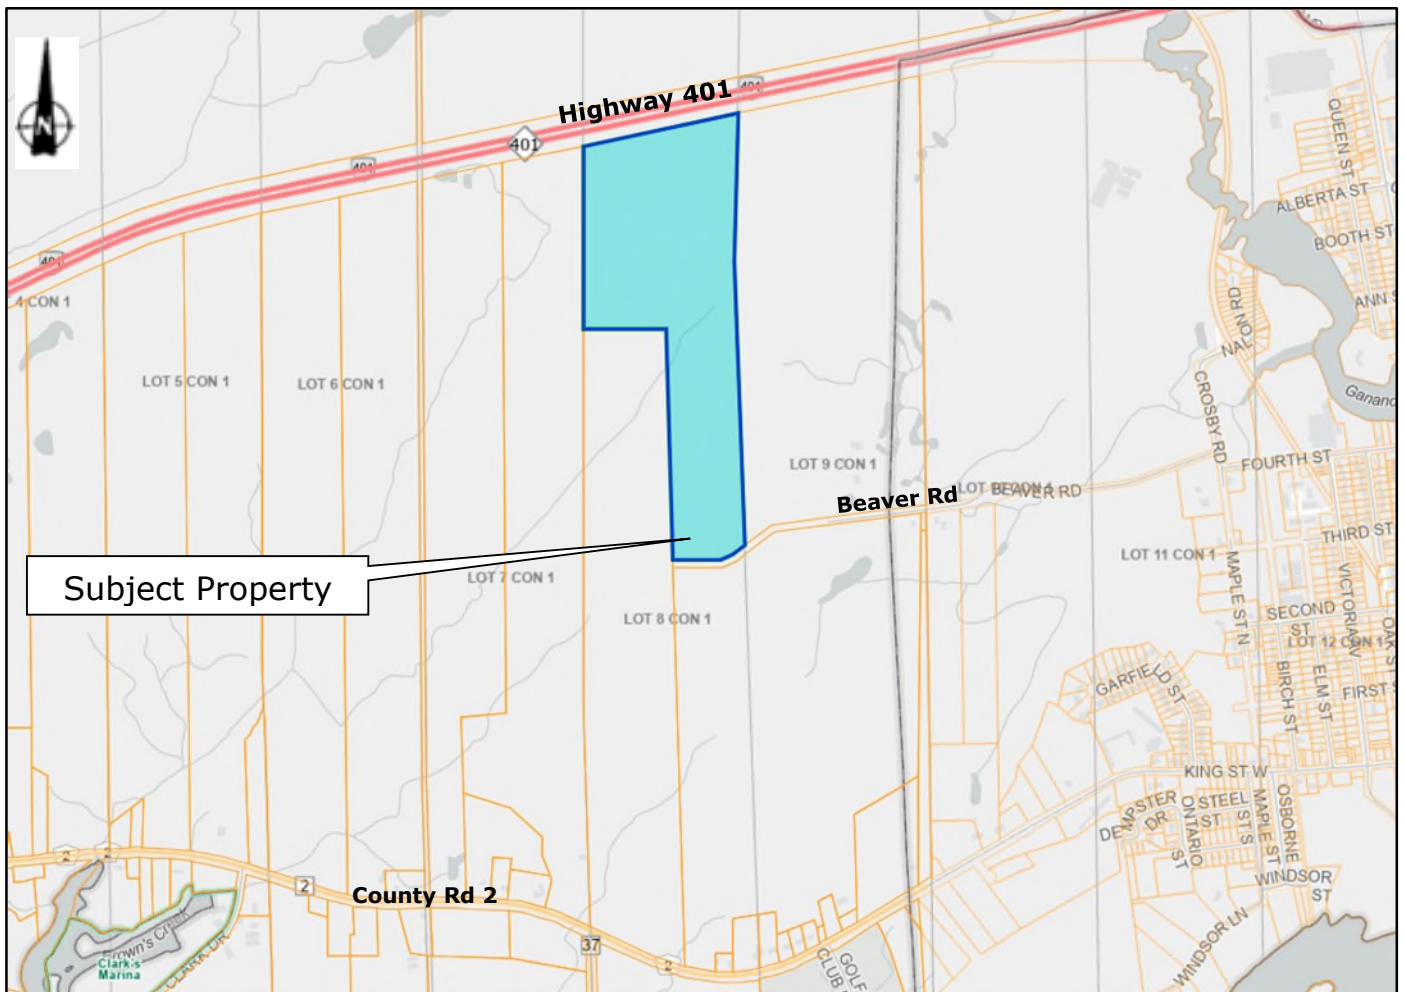 N
Highway 401
401
401
401
401
QUEEN ST
ALBERTA ST
BOOTH ST
4 CON 1
ANN
LOT 5 CON 1
LOT 6 CON 1
CROSBY RD
LOT 9 CON 1
FOURTH ST
Beaver Rd
BEAVER RD
THIRD ST
LOT 11 CON 1
Subject Property
LOT 7 CON 1
MAPLE ST N
VICTORIA AV
SECOND
ST
LOT 8 CON 1
LOT 12 CON 1
OAK S
GARFIELD ST
BIRCH ST
ELM ST
FIRST
KING ST W
DEMPSTER
DR
ONTARIO
ST
STEEL
ST
MAPLE ST S
OSBORNE
ST
2
County Rd 2
WINDSOR
ST
WINDSOR LN
37
2
Brown's Creek
Clark's
Marina
CLARK DR
GOLF
CLUB